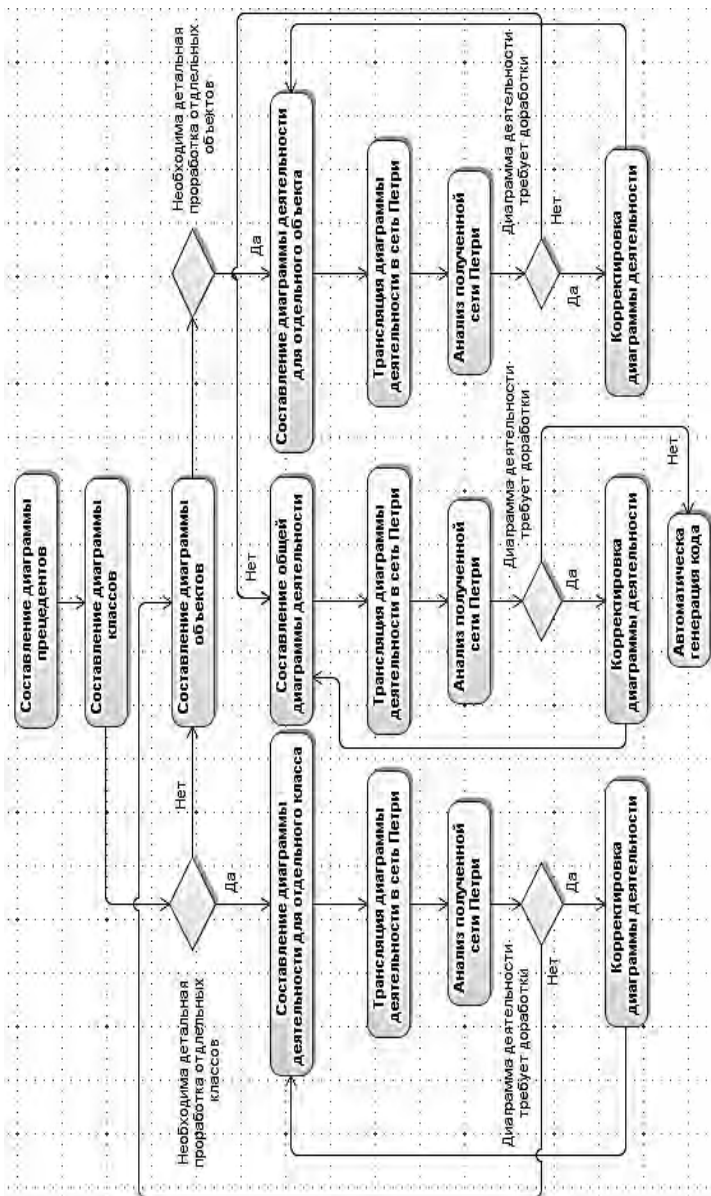 Составление диаграммы
прецедентов
Составление диаграммы
классов
Необходима детальная
проработка отдлельных
классов
Нет
Да
Составление диаграммы
объектов
Необходима детальная
проработка отдлельных
объектов
Да
Нет
Составление диаграммы
деятельности для отдельного класса
Трансляция диаграммы
деятельности в сеть Петри
Анализ полученной
сети Петри
Диаграмма деятельности
требует доработки
Нет
Да
Корректировка
диаграммы деятельности
Составление общей
диаграммы деятельности
Трансляция диаграммы
деятельности в сеть Петри
Анализ полученной
сети Петри
Диаграмма деятельности
требует доработки
Да
Нет
Корректировка
диаграммы деятельности
Автоматическа
генерация кода
Составление диаграммы деятельности
для отдельного объекта
Трансляция диаграммы
деятельности в сеть Петри
Анализ полученной
сети Петри
Диаграмма деятельности
требует доработки
Нет
Да
Корректировка
диаграммы деятельности